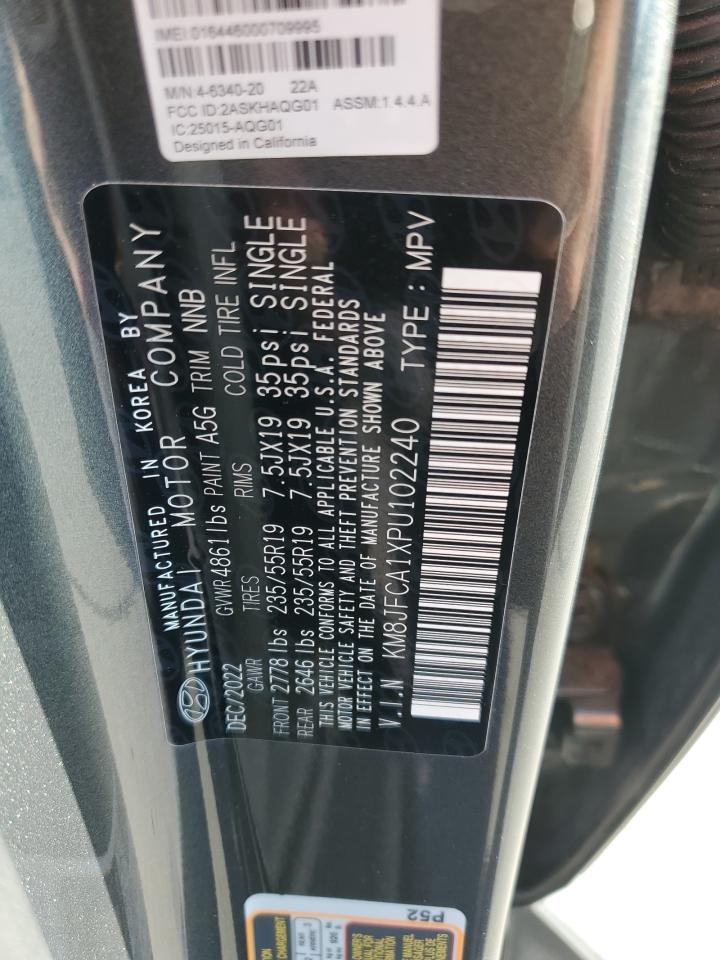 IMEI:016446000709995
M/N:4-6340-20 22A
FCC ID:2ASKHAQG01 ASSM:1.4.4.A
IC:25015-AQG01
Designed in California
MANUFACTURED IN KOREA BY
HYUNDAI MOTOR COMPANY
DEC/2022 GVWR 4861 lbs PAINT A5G TRIM NNB
GAWR TIRES RIMS COLD TIRE INFL
FRONT 2778 lbs 235/55R19 7.5JX19 35psi SINGLE
REAR 2646 lbs 235/55R19 7.5JX19 35psi SINGLE
THIS VEHICLE CONFORMS TO ALL APPLICABLE U.S.A. FEDERAL
MOTOR VEHICLE SAFETY AND THEFT PREVENTION STANDARDS
IN EFFECT ON THE DATE OF MANUFACTURE SHOWN ABOVE
V.I.N KM8JFCA1XPU102240 TYPE : MPV
P52